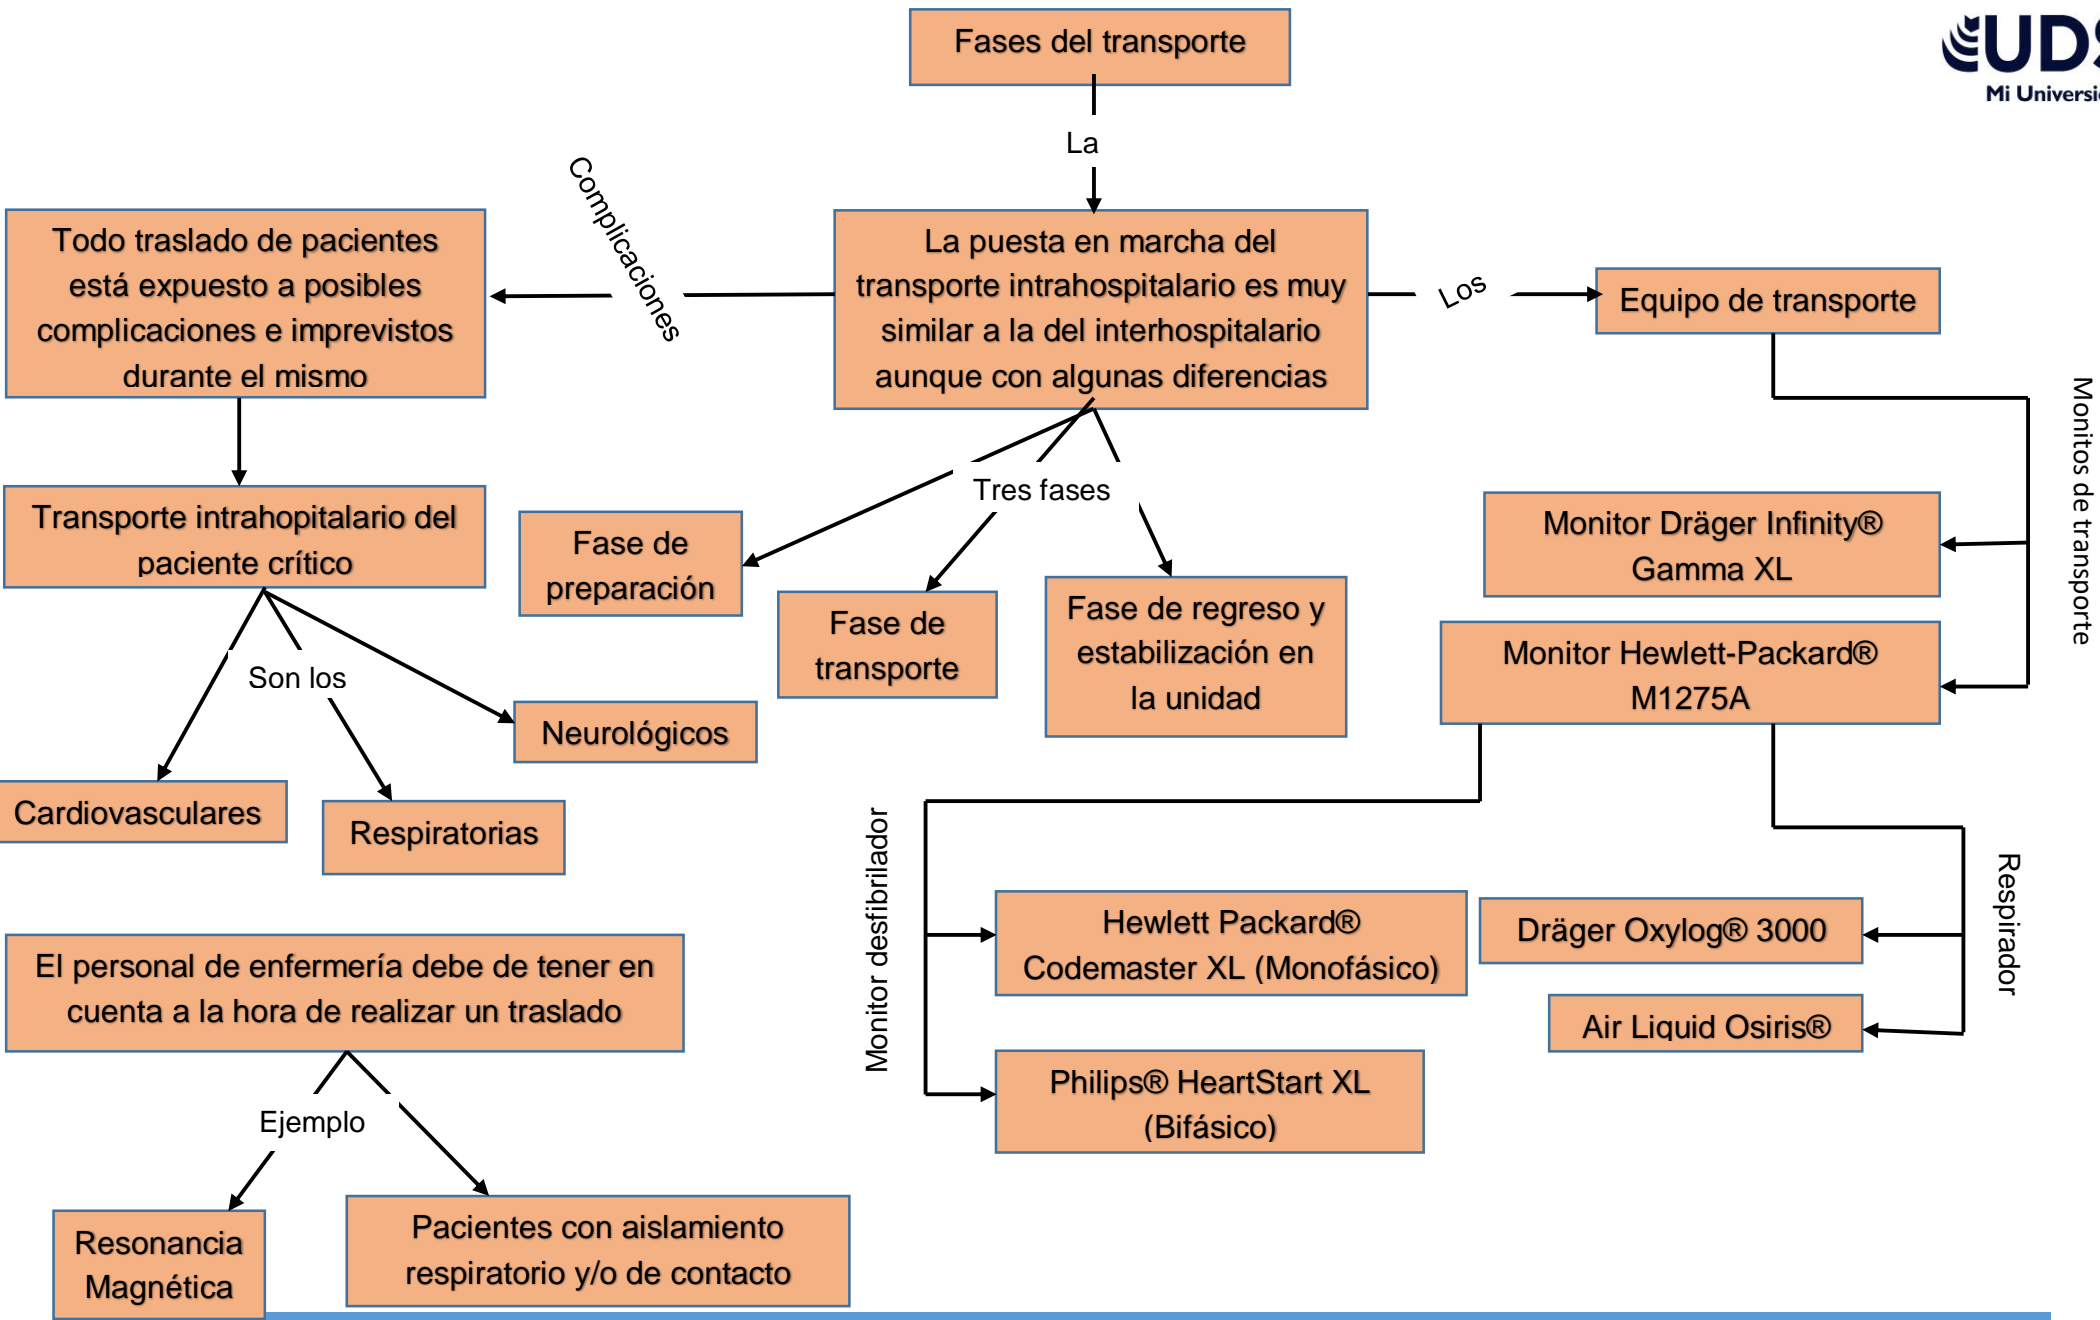 Fases del transporte
Mi Universi
La
Complicaciones
Todo traslado de pacientes
está expuesto a posibles
complicaciones e imprevistos
durante el mismo
La puesta en marcha del
transporte intrahospitalario es muy
similar a la del interhospitalario
aunque con algunas diferencias
Los
Equipo de transporte
Monitos de transporte
Transporte intrahopitalario del
paciente crítico
Tres fases
Fase de
preparación
Fase de
transporte
Fase de regreso y
estabilización en
la unidad
Monitor Dräger Infinity®
Gamma XL
Monitor Hewlett-Packard®
M1275A
Son los
Neurológicos
Cardiovasculares
Respiratorias
Monitor desfibrilador
Respirador
Hewlett Packard®
Codemaster XL (Monofásico)
Dräger Oxylog® 3000
Air Liquid Osiris®
Philips® HeartStart XL
(Bifásico)
El personal de enfermería debe de tener en
cuenta a la hora de realizar un traslado
Ejemplo
Resonancia
Magnética
Pacientes con aislamiento
respiratorio y/o de contacto